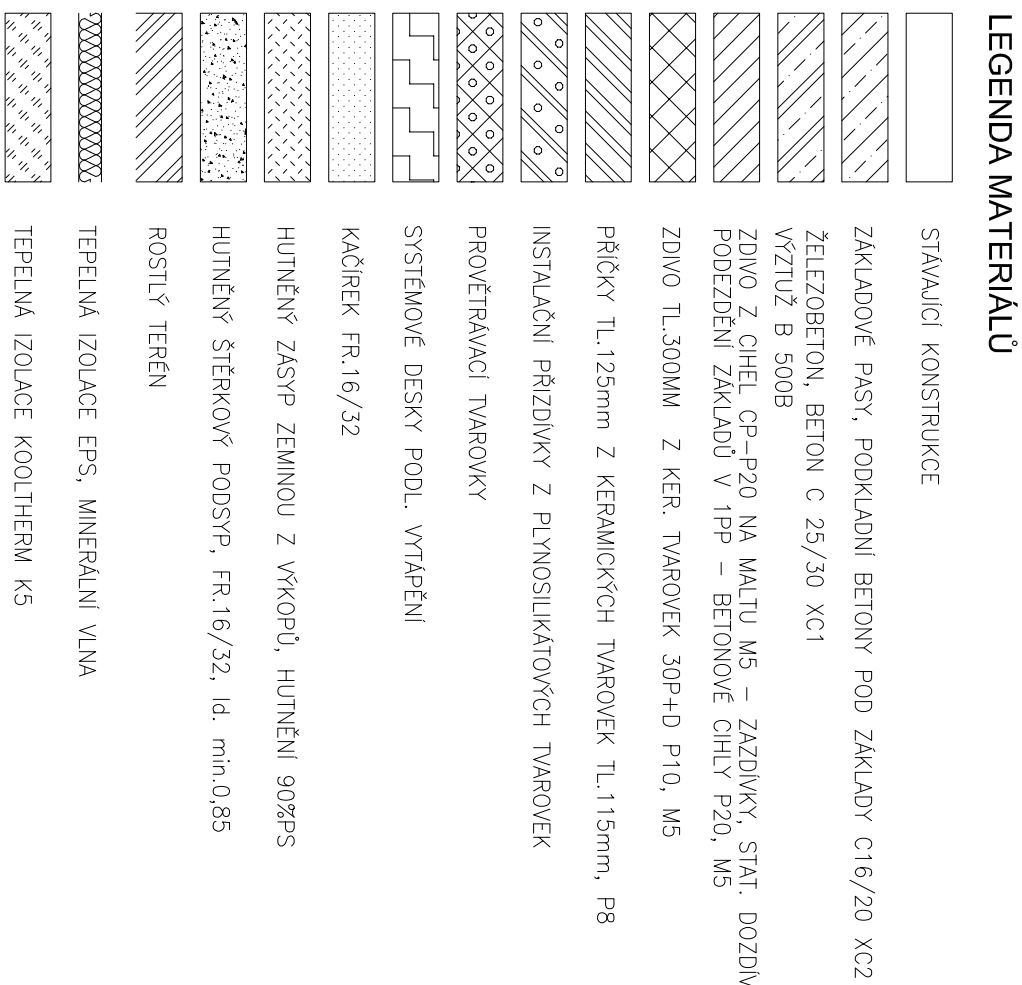 LEGENDA MATERIÁLŮ
STÁVAJÍCÍ KONSTRUKCE
ZÁKLADOVÉ PASY, PODKLADNÍ BETONY POD ZÁKLADY C16/20 XC2
ŽELEZOBETON, BETON C 25/30 XC1
VÝZTUŽ B 500B
ZDIVO Z CIHEL CP-P20 NA MALTU M5 - ZAZDÍVKY, STAT. DOZDÍV
PODEZDĚNÍ ZÁKLADŮ V 1PP - BETONOVÉ CIHLY P20, M5
ZDIVO TL.300MM Z KER. TVAROVEK 30P+D P10, M5
PŘÍČKY TL.125mm Z KERAMICKÝCH TVAROVEK TL.115mm, P8
INSTALAČNÍ PŘIZDÍVKY Z PLYNOSILIKÁTOVÝCH TVAROVEK
PROVĚTRÁVACÍ TVAROVKY
SYSTÉMOVÉ DESKY PODL. VYTÁPĚNÍ
KAČÍREK FR.16/32
HUTNĚNÝ ZÁSYP ZEMINOU Z VÝKOPŮ, HUTNĚNÍ 90%PS
HUTNĚNÝ ŠTĚRKOVÝ PODSYP, FR.16/32, Id. min.0,85
ROSTLÝ TERÉN
TEPELNÁ IZOLACE EPS, MINERÁLNÍ VLNA
TEPELNÁ IZOLACE KOOLTHERM K5